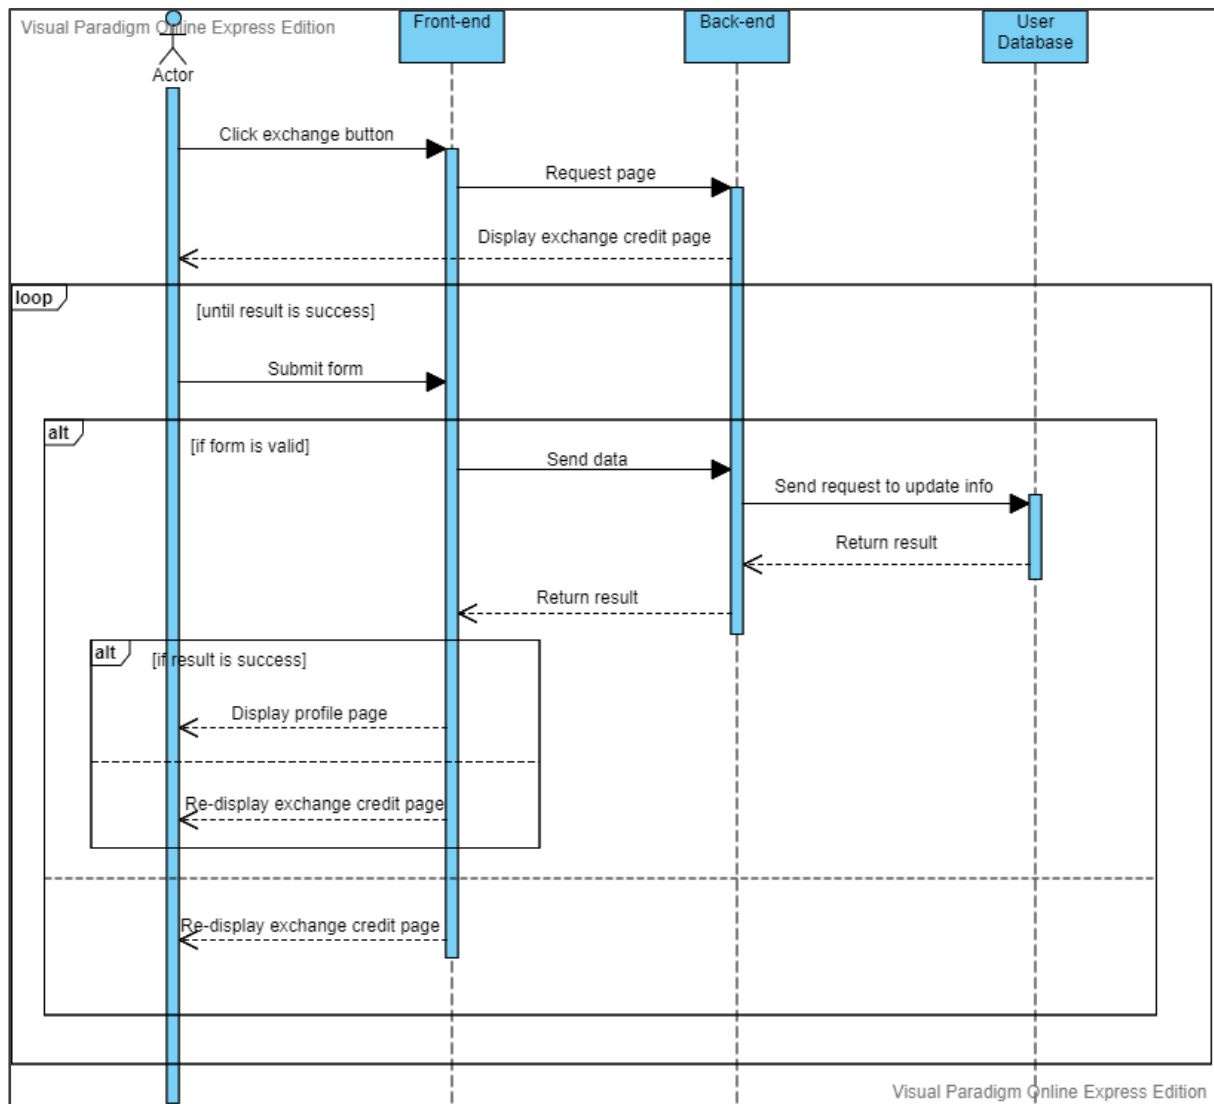 Visual Paradigm Online Express Edition
Actor
Front-end
Back-end
User
Database
Click exchange button
Request page
Display exchange credit page
loop
[until result is success]
Submit form
alt
[if form is valid]
Send data
Send request to update info
Return result
Return result
alt
[if result is success]
Display profile page
Re-display exchange credit page
Re-display exchange credit page
Visual Paradigm Online Express Edition